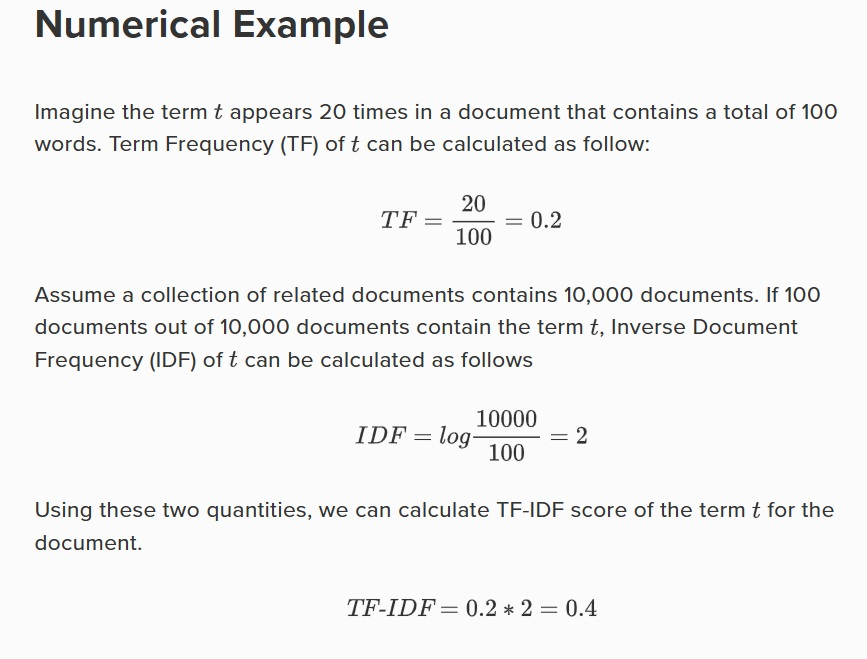 Numerical Example
Imagine the term t appears 20 times in a document that contains a total of 100
words. Term Frequency (TF) of t can be calculated as follow:
TF = 20/100 = 0.2
Assume a collection of related documents contains 10,000 documents. If 100
documents out of 10,000 documents contain the term t, Inverse Document
Frequency (IDF) of t can be calculated as follows
IDF = log 10000/100 = 2
Using these two quantities, we can calculate TF-IDF score of the term t for the
document.
TF-IDF = 0.2 * 2 = 0.4